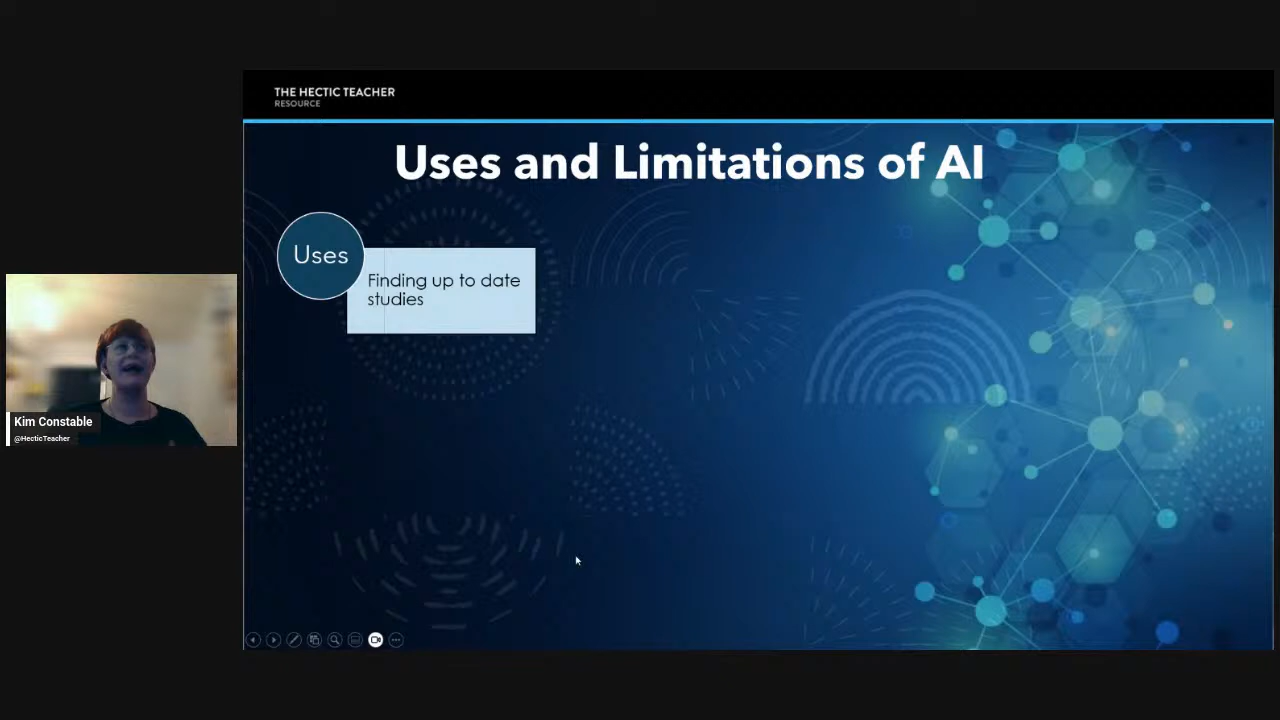 THE HECTIC TEACHER
RESOURCE
Uses and Limitations of AI
Uses
Finding up to date
studies
Kim Constable
@HecticTeacher